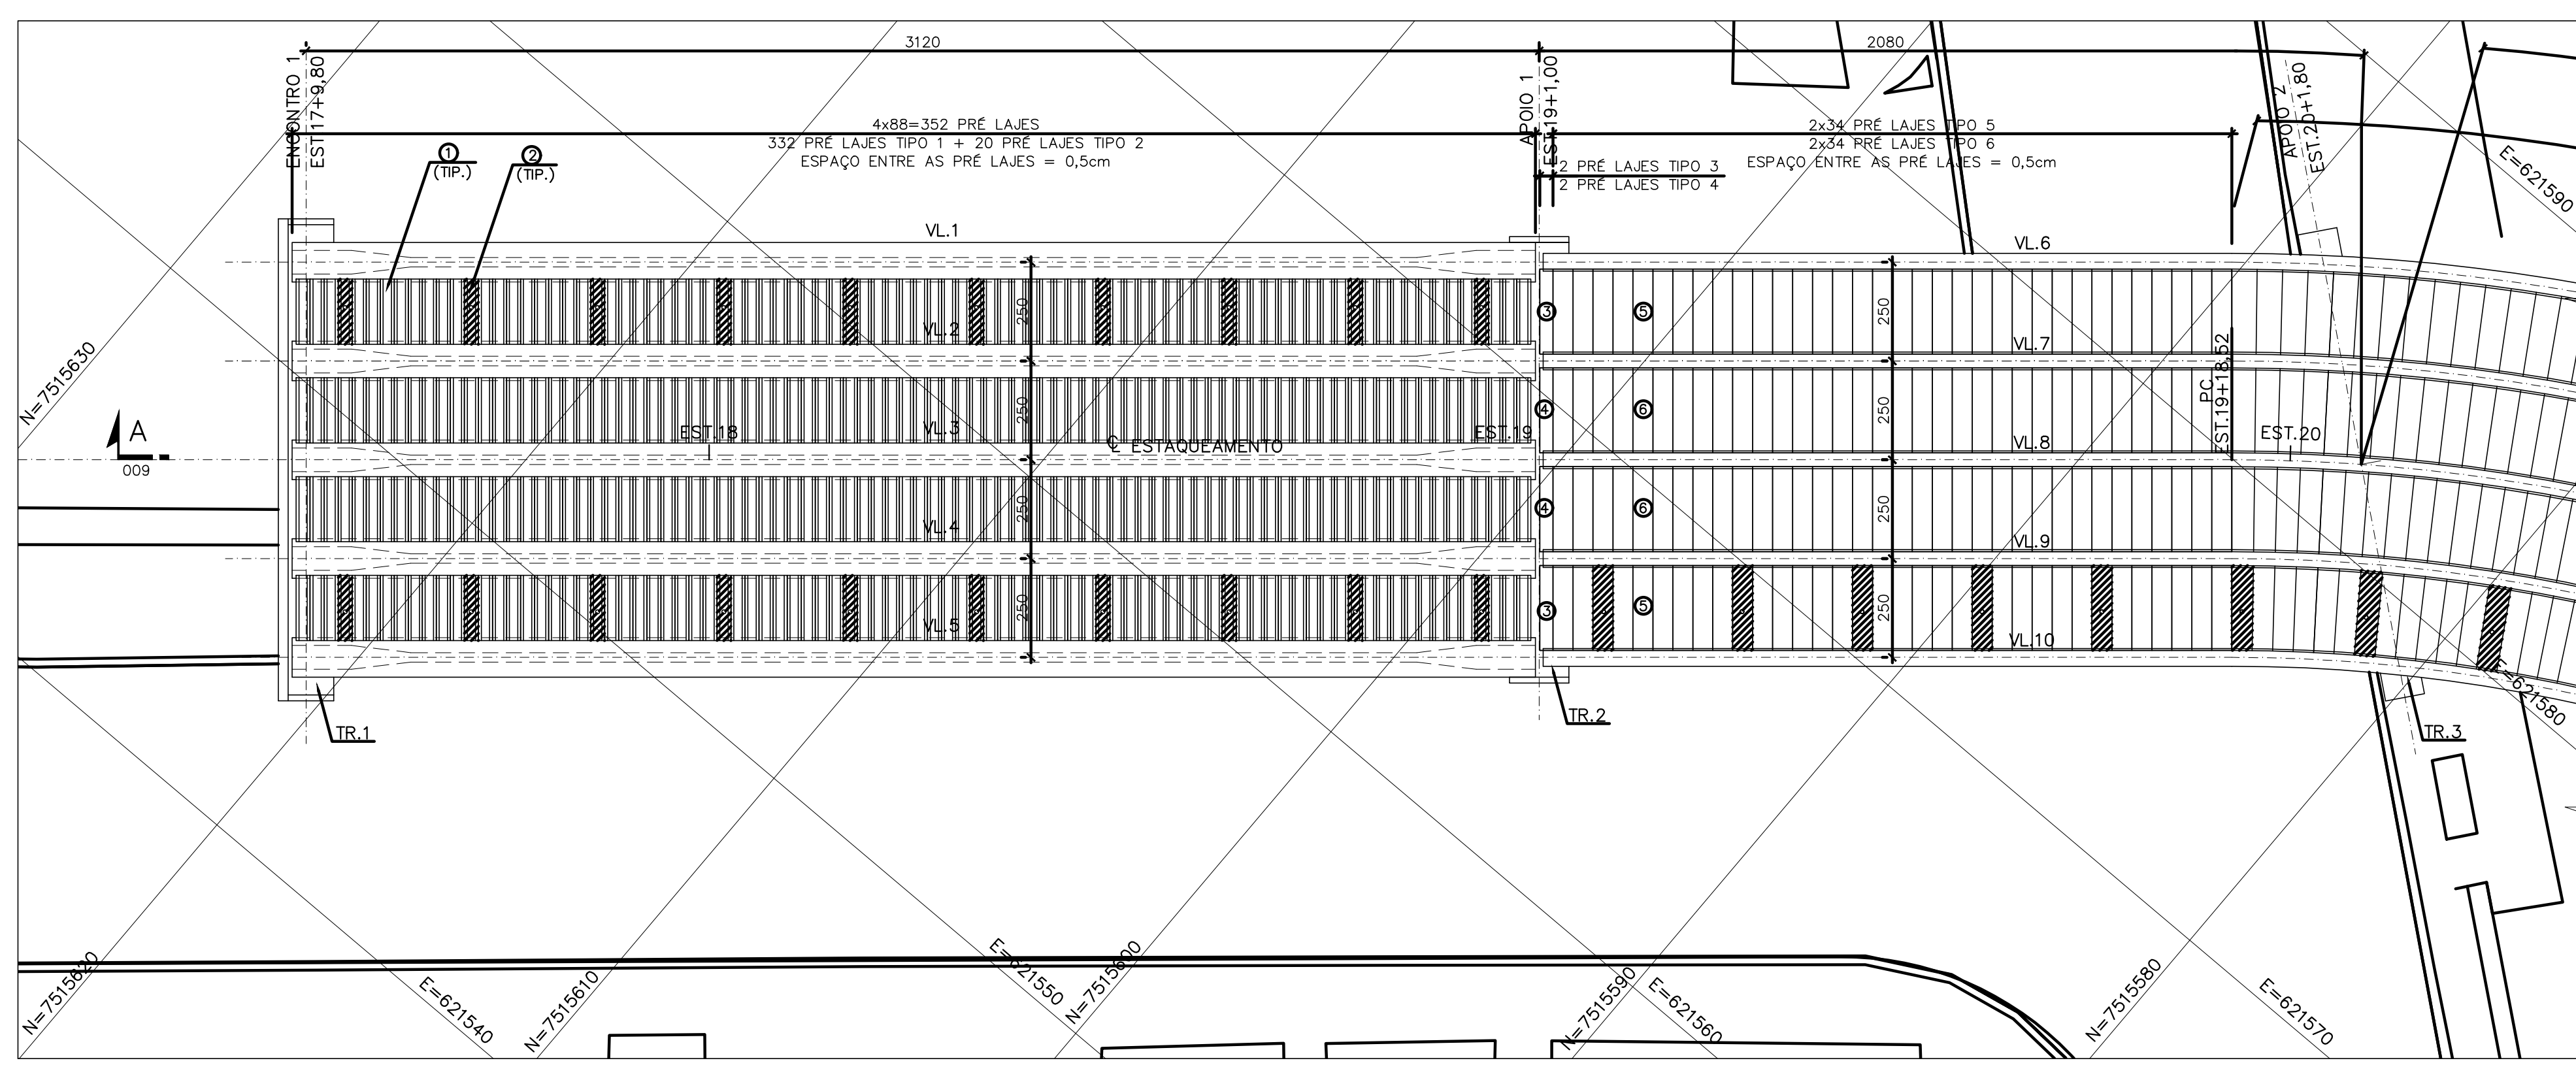 3120
2080
ENCONTRO 1
EST.17+9,80
APOIO 1
EST.19+1,00
APOIO 2
EST.20+1,80
4x88=352 PRÉ LAJES
332 PRÉ LAJES TIPO 1 + 20 PRÉ LAJES TIPO 2
ESPAÇO ENTRE AS PRÉ LAJES = 0,5cm
2x34 PRÉ LAJES TIPO 5
2x34 PRÉ LAJES TIPO 6
ESPAÇO ENTRE AS PRÉ LAJES = 0,5cm
2 PRÉ LAJES TIPO 3
2 PRÉ LAJES TIPO 4
1
(TIP.)
2
(TIP.)
E=621590
VL.1
VL.6
250
250
3
5
VL.2
VL.7
N=7515630
PC
EST.19+18,52
250
250
4
6
A
009
EST.18
VL.3
EST.19
VL.8
EST.20
℄ ESTAQUEAMENTO
250
250
4
6
VL.4
VL.9
250
250
3
5
VL.5
VL.10
TR.1
TR.2
TR.3
E=621580
N=7515620
E=621540
N=7515610
E=621550
N=7515600
N=7515590
E=621560
N=7515580
E=621570